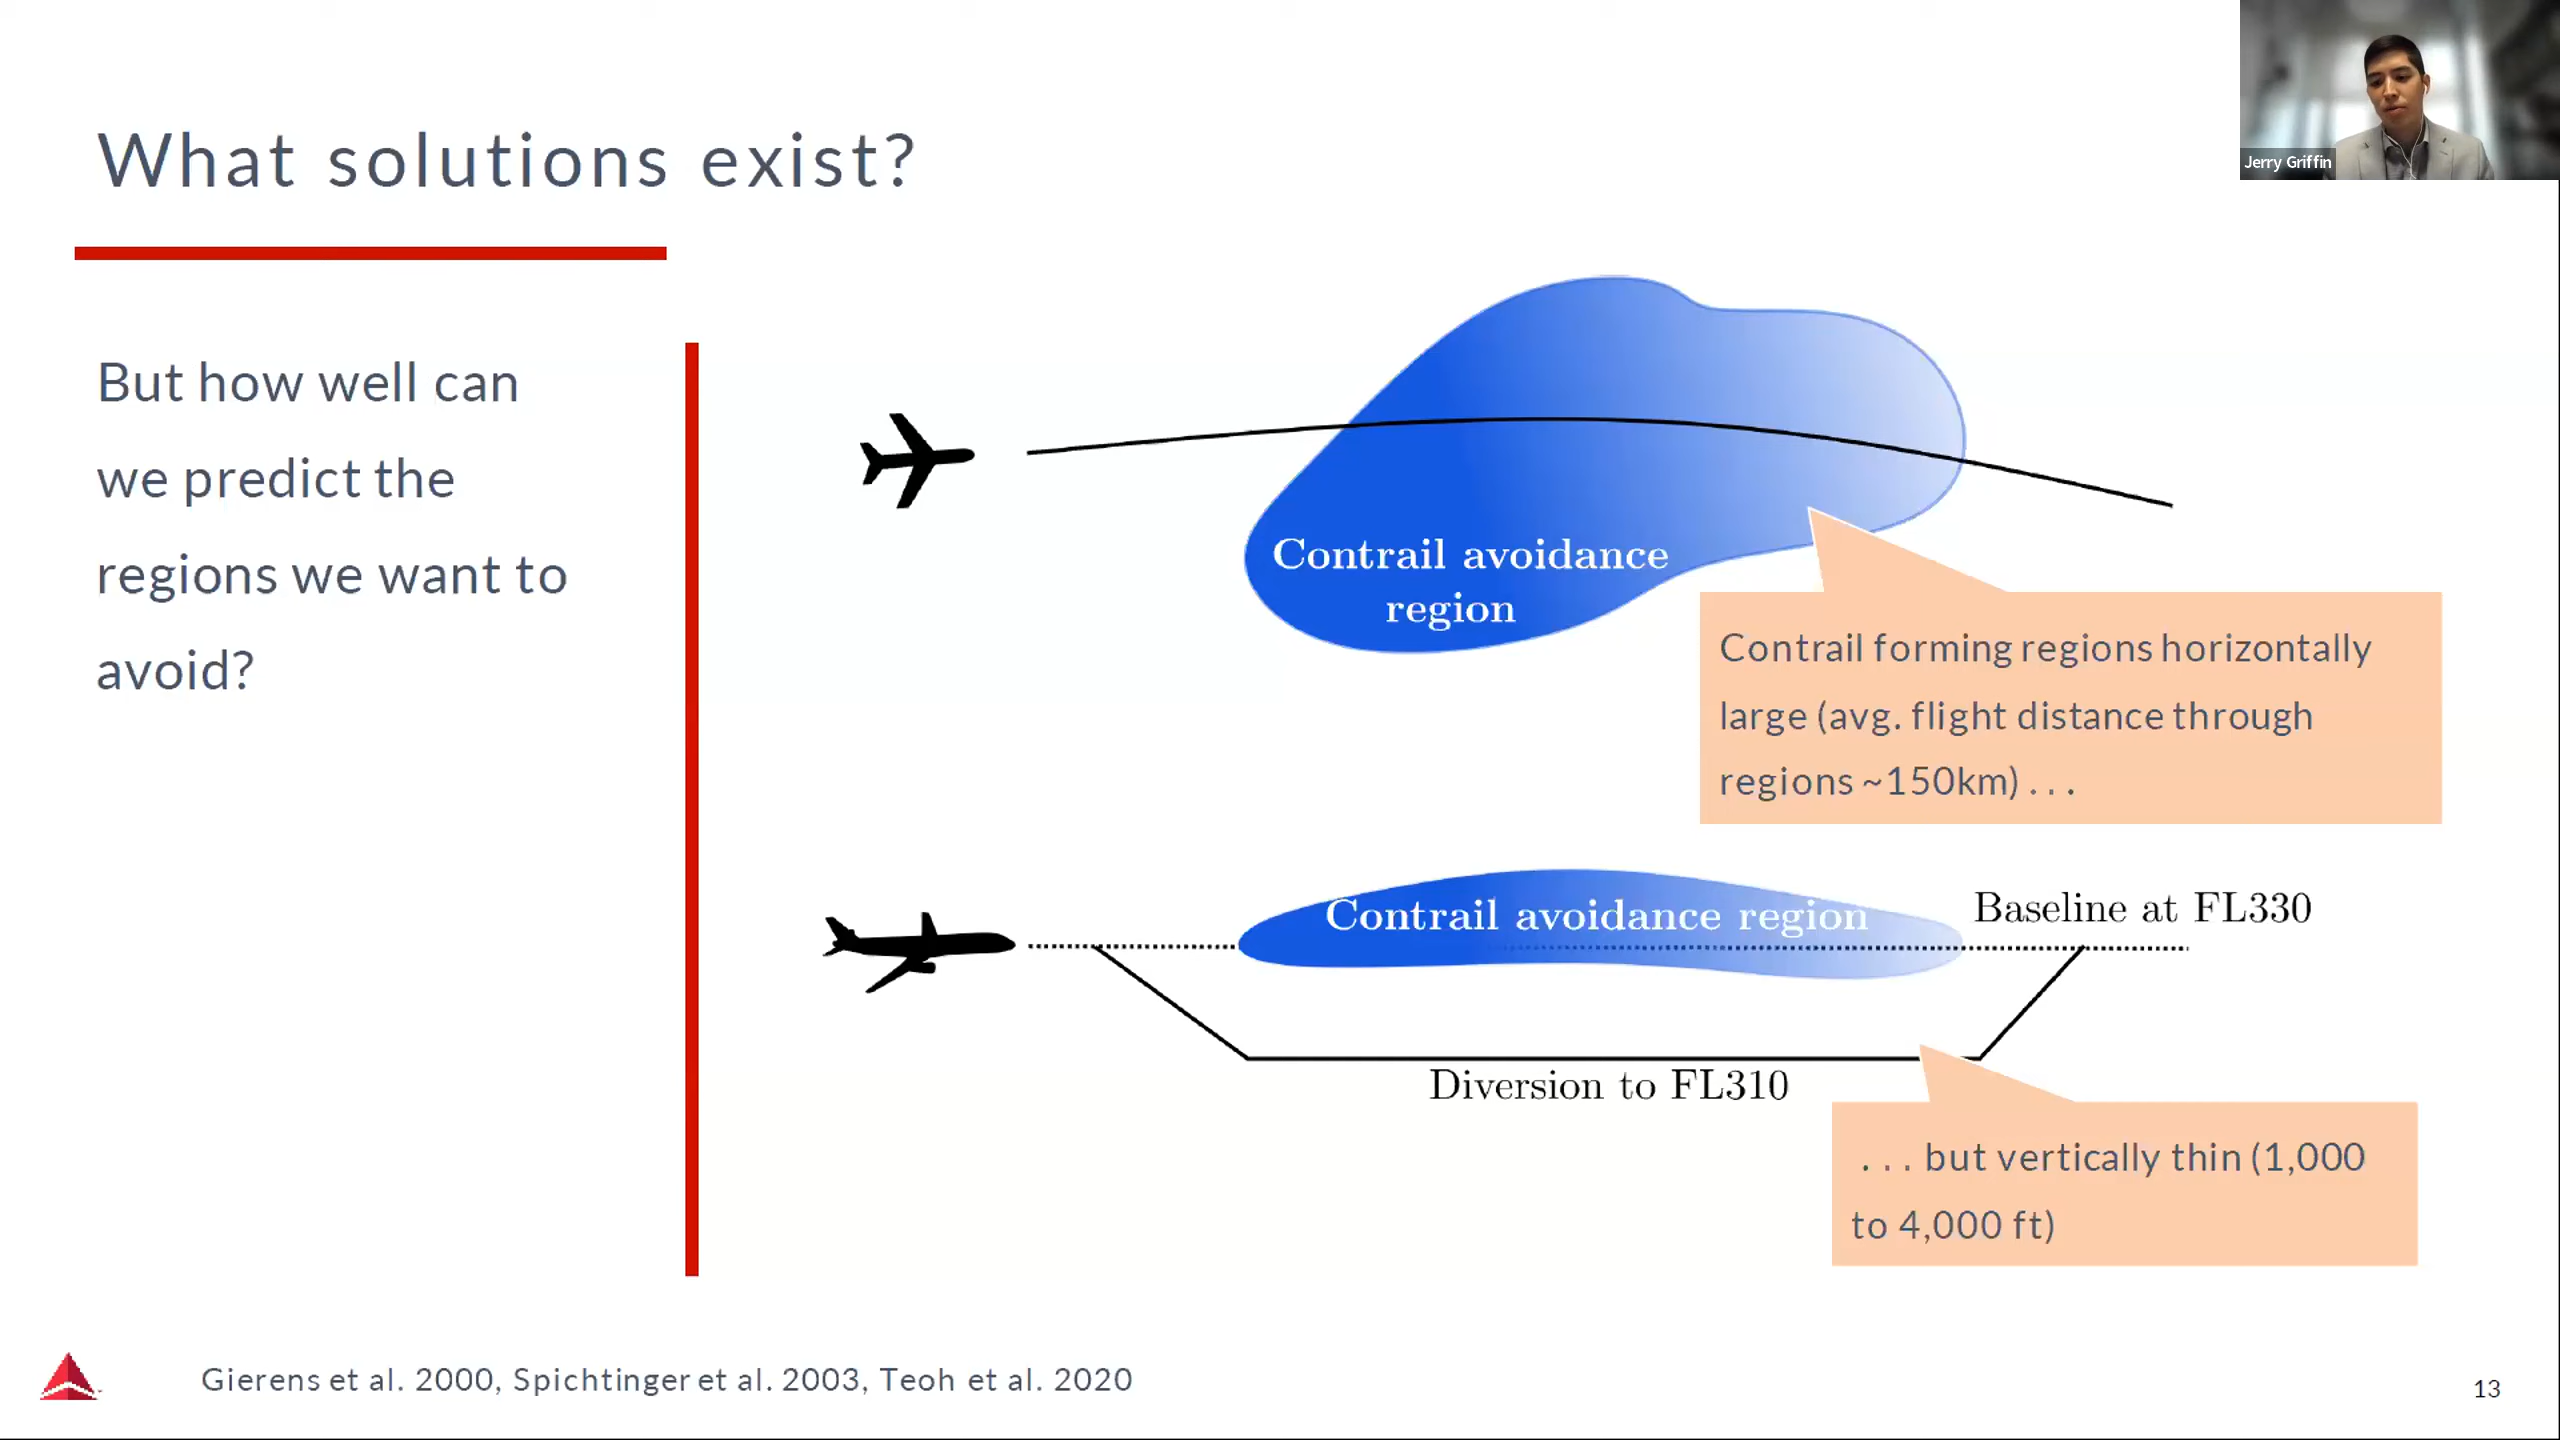 Jerry Griffin
What solutions exist?
But how well can
we predict the
regions we want to
avoid?
Contrail avoidance
region
Contrail forming regions horizontally
large (avg. flight distance through
regions ~150km) . . .
Contrail avoidance region
Baseline at FL330
Diversion to FL310
. . . but vertically thin (1,000
to 4,000 ft)
Gierens et al. 2000, Spichtinger et al. 2003, Teoh et al. 2020
13